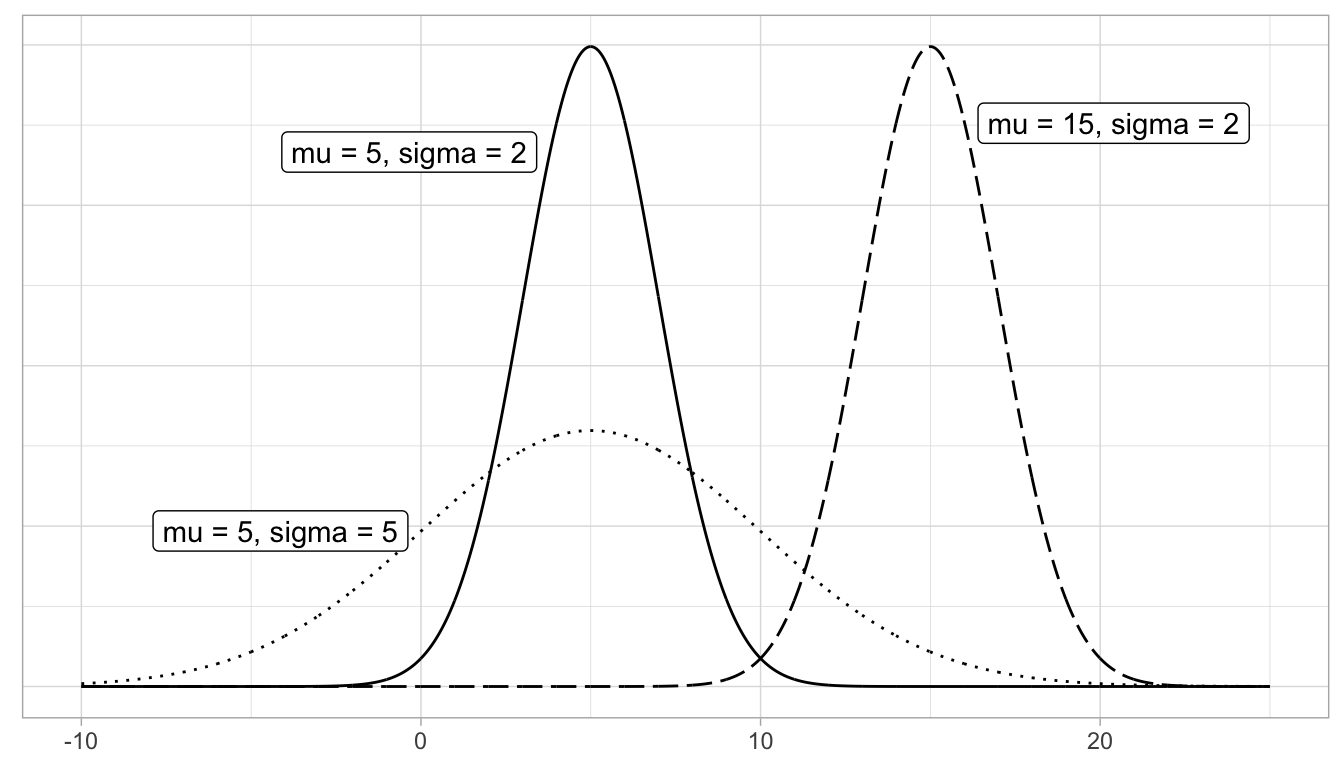 mu = 15, sigma = 2
mu = 5, sigma = 2
mu = 5, sigma = 5
-10 0 10 20